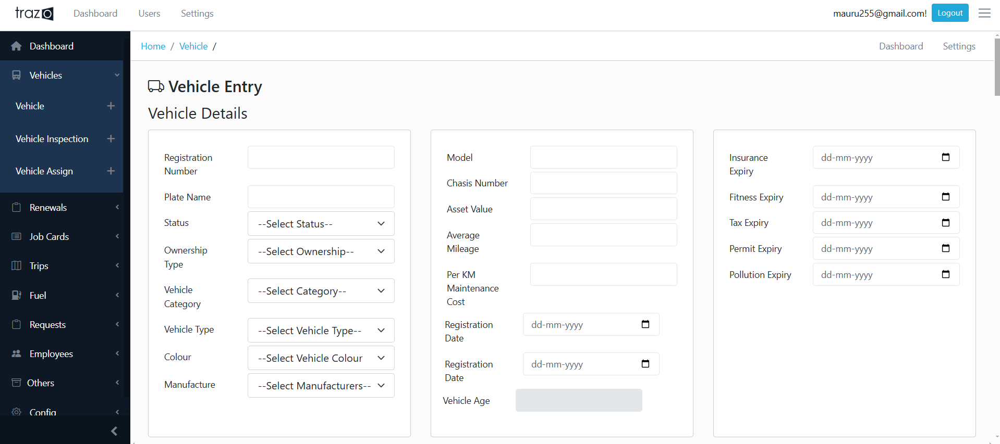 trazo
Dashboard Users Settings
mauru255@gmail.com! Logout
Dashboard
Vehicles
Vehicle
Vehicle Inspection
Vehicle Assign
Renewals
Job Cards
Trips
Fuel
Requests
Employees
Others
Config
Home / Vehicle /
Dashboard Settings
Vehicle Entry
Vehicle Details
Registration
Number
Plate Name
Status --Select Status--
Ownership
Type --Select Ownership--
Vehicle
Category --Select Category--
Vehicle Type --Select Vehicle Type--
Colour --Select Vehicle Colour
Manufacture --Select Manufacturers--
Model
Chasis Number
Asset Value
Average
Mileage
Per KM
Maintenance
Cost
Registration
Date dd-mm-yyyy
Registration
Date dd-mm-yyyy
Vehicle Age
Insurance
Expiry dd-mm-yyyy
Fitness Expiry dd-mm-yyyy
Tax Expiry dd-mm-yyyy
Permit Expiry dd-mm-yyyy
Pollution Expiry dd-mm-yyyy